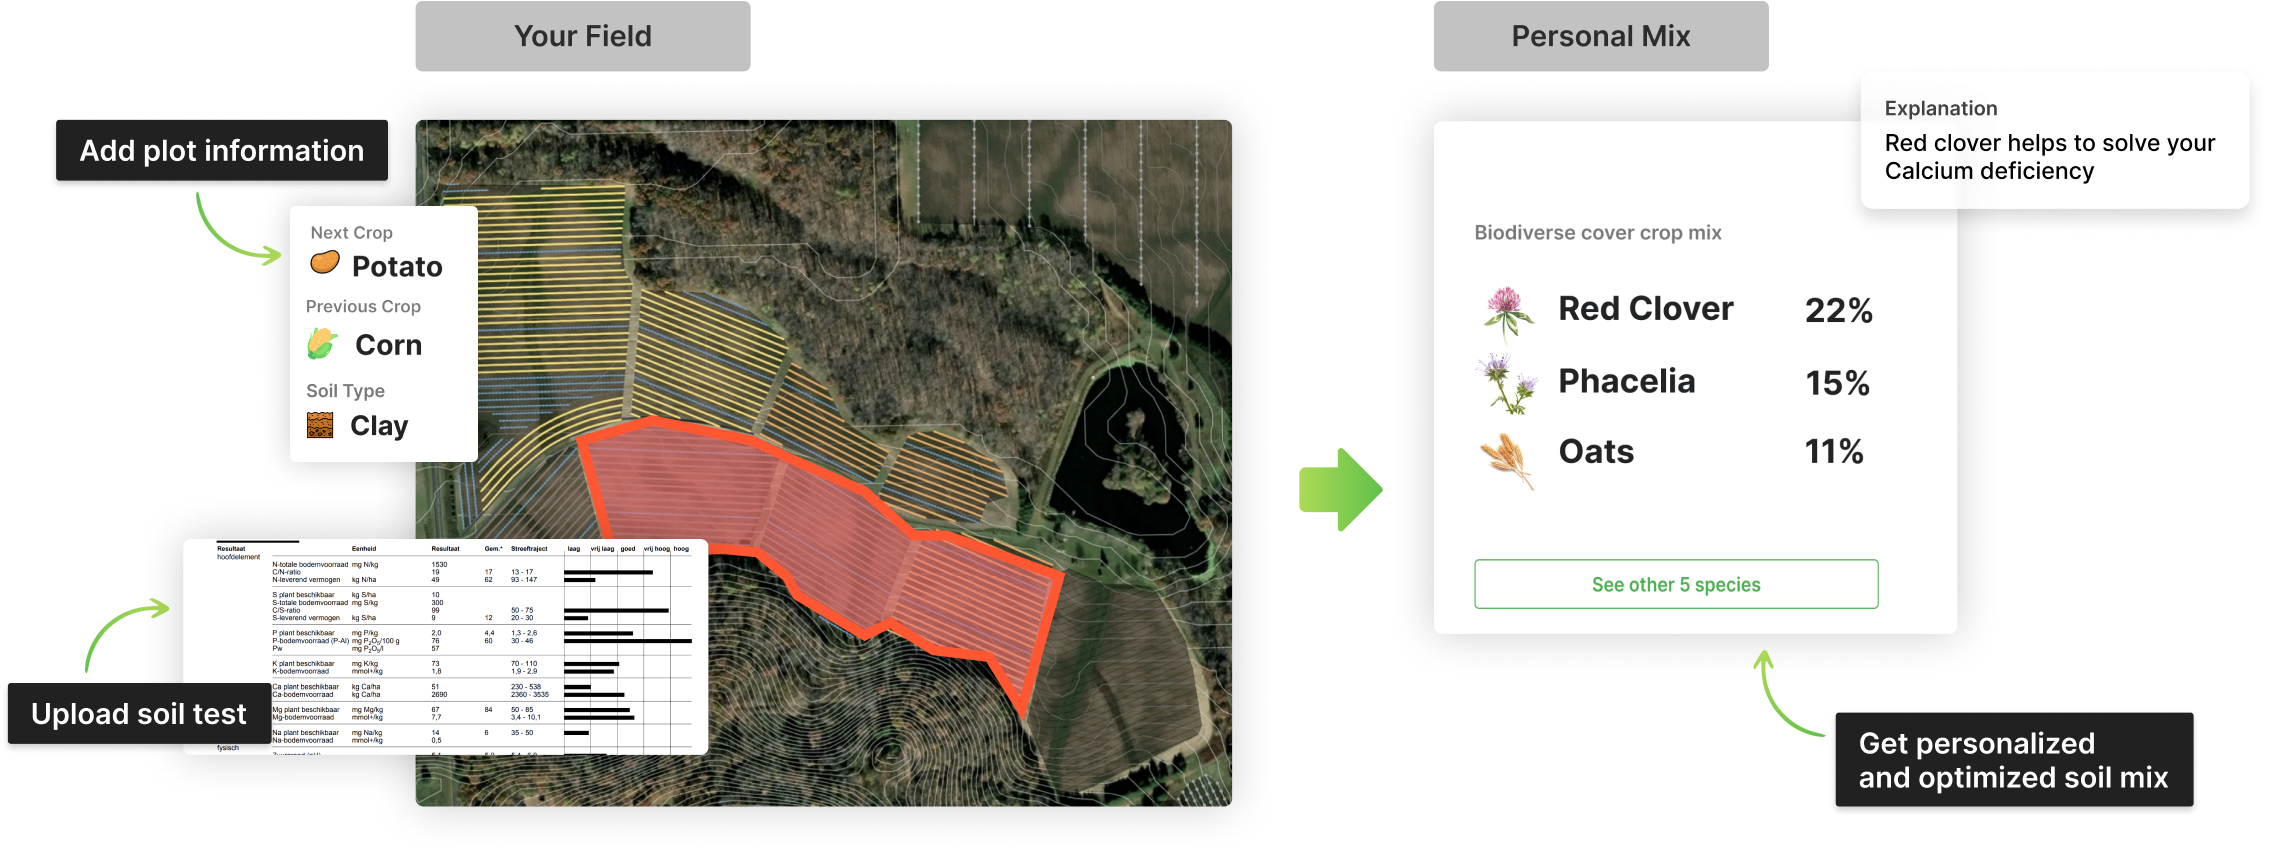 Your Field
Personal Mix
Add plot information
Explanation
Red clover helps to solve your
Calcium deficiency
Next Crop
Potato
Previous Crop
Corn
Soil Type
Clay
Biodiverse cover crop mix
Red Clover 22%
Phacelia 15%
Oats 11%
See other 5 species
Resultaat Eenheid Resultaat Gem.* Streeftraject laag vrij laag goed vrij hoog hoog
hoofdelement
N-totale bodemvoorraad mg N/kg 1530
C/N-ratio 19 17 13 - 17
N-leverend vermogen kg N/ha 49 62 93 - 147
S plant beschikbaar kg S/ha 10
S-totale bodemvoorraad mg S/kg 300
C/S-ratio 99 50 - 75
S-leverend vermogen kg S/ha 9 12 20 - 30
P plant beschikbaar mg P/kg 2,0 4,4 1,3 - 2,6
P-bodemvoorraad (P-Al) mg P₂O₅/100 g 76 60 30 - 46
Pw mg P₂O₅/l 57
K plant beschikbaar mg K/kg 73 70 - 110
K-bodemvoorraad mmol+/kg 1,8 1,9 - 2,9
Ca plant beschikbaar kg Ca/ha 51 230 - 538
Ca-bodemvoorraad kg Ca/ha 2690 2360 - 3535
Mg plant beschikbaar mg Mg/kg 67 84 50 - 85
Mg-bodemvoorraad mmol+/kg 7,7 3,4 - 10,1
Na plant beschikbaar mg Na/kg 14 6 35 - 50
Na-bodemvoorraad mmol+/kg 0,5
fysisch
Upload soil test
Get personalized
and optimized soil mix